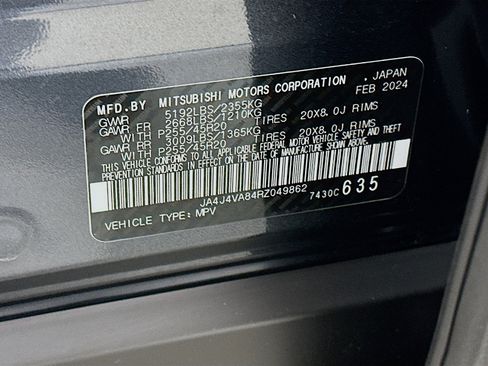 MFD.BY MITSUBISHI MOTORS CORPORATION , JAPAN
GVWR 5192LBS/2355KG FEB 2024
GAWR FR 2668LBS/1210KG
WITH P255/45R20 TIRES 20X8.0J RIMS
GAWR RR 3009LBS/1365KG
WITH P255/45R20 TIRES 20X8.0J RIMS
THIS VEHICLE CONFORMS TO ALL APPLICABLE FEDERAL MOTOR VEHICLE SAFETY AND THEFT
PREVENTION STANDARDS IN EFFECT ON THE DATE OF MANUFACTURE SHOWN ABOVE.
JA4J4VA84RZ049862 7430C 635
VEHICLE TYPE: MPV